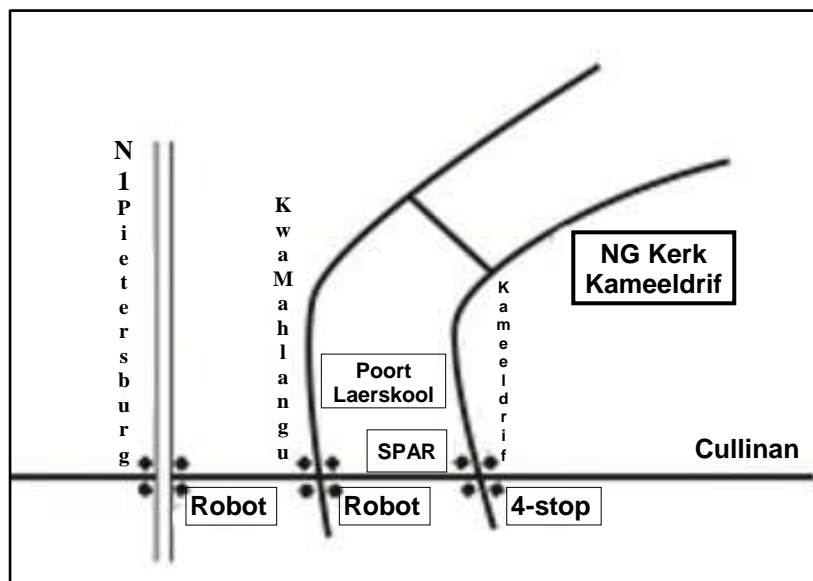 N1 Pietersburg
KwaMahlangu
Kameeldrif
NG Kerk
Kameeldrif
Poort
Laerskool
SPAR
Cullinan
Robot
Robot
4-stop